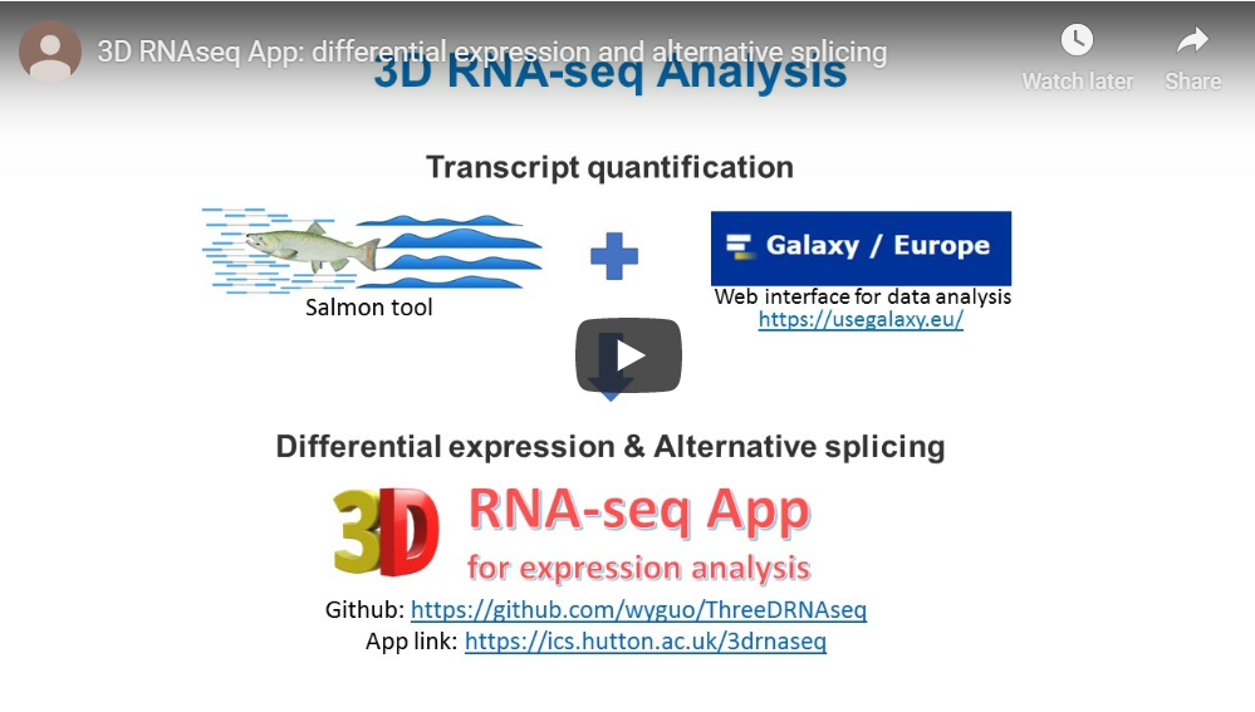 3D RNAseq App: differential expression and alternative splicing
Watch later
Share
3D RNA-seq Analysis
Transcript quantification
Galaxy / Europe
Salmon tool
Web interface for data analysis
https://usegalaxy.eu/
Differential expression & Alternative splicing
3D RNA-seq App
for expression analysis
Github: https://github.com/wyguo/ThreeDRNAseq
App link: https://ics.hutton.ac.uk/3drnaseq